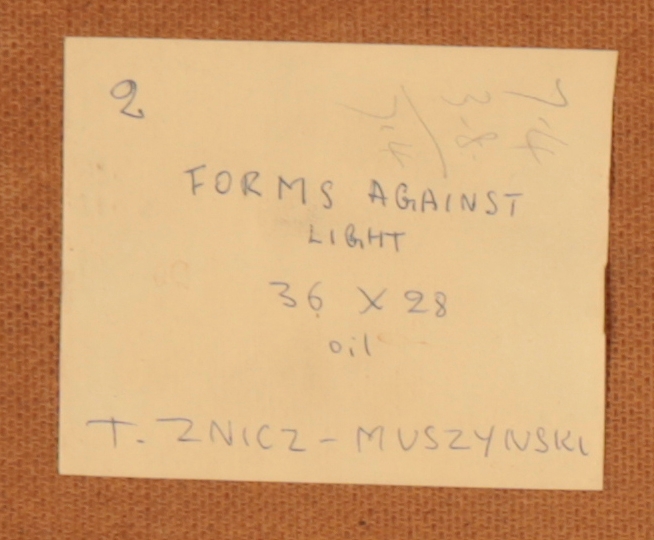 2
FORMS AGAINST
LIGHT
36 X 28
oil
T. ZNICZ - MUSZYNSKI